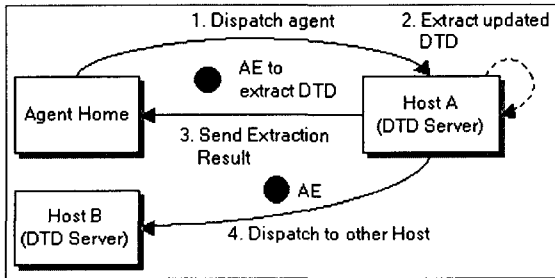 1. Dispatch agent
2. Extract updated
DTD
AE to
extract DTD
Agent Home
Host A
(DTD Server)
3. Send Extraction
Result
AE
Host B
(DTD Server)
4. Dispatch to other Host